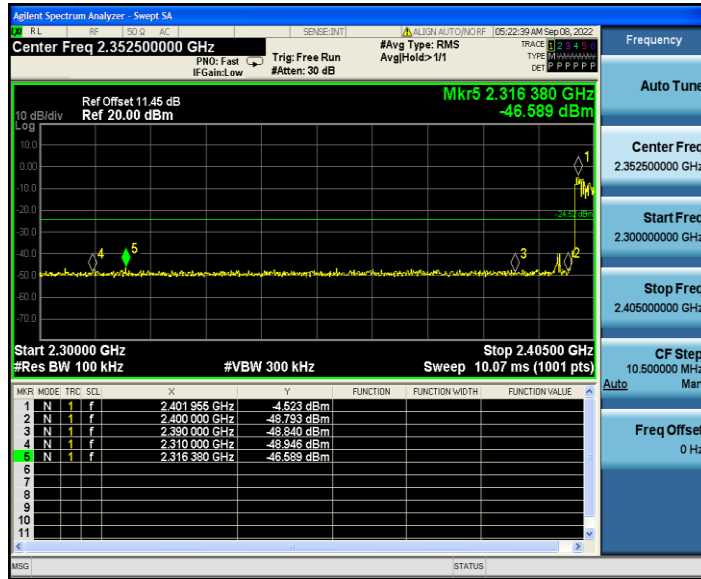 Agilent Spectrum Analyzer - Swept SA
RL RF 50 Ω AC SENSE:INT ALIGN AUTO/NO RF 05:22:39 AM Sep 08, 2022
Center Freq 2.352500000 GHz
PNO: Fast
IFGain:Low
Trig: Free Run
#Atten: 30 dB
#Avg Type: RMS
Avg|Hold:>1/1
TRACE 1 2 3 4 5 6
TYPE M
DET P P P P P P
Ref Offset 11.45 dB
10 dB/div Ref 20.00 dBm
Log
Mkr5 2.316 380 GHz
-46.589 dBm
10.0
0.00
-10.0
-20.0
-30.0
-40.0
-50.0
-60.0
-70.0
1
-24.52 dBm
4
5
3
2
Start 2.30000 GHz Stop 2.40500 GHz
#Res BW 100 kHz #VBW 300 kHz Sweep 10.07 ms (1001 pts)
MKR MODE TRC SCL X Y FUNCTION FUNCTION WIDTH FUNCTION VALUE
1 N 1 f 2.401 955 GHz -4.523 dBm
2 N 1 f 2.400 000 GHz -48.793 dBm
3 N 1 f 2.390 000 GHz -48.840 dBm
4 N 1 f 2.310 000 GHz -48.946 dBm
5 N 1 f 2.316 380 GHz -46.589 dBm
6
7
8
9
10
11
MSG STATUS
Frequency
Auto Tune
Center Freq
2.352500000 GHz
Start Freq
2.300000000 GHz
Stop Freq
2.405000000 GHz
CF Step
10.500000 MHz
Auto Man
Freq Offset
0 Hz